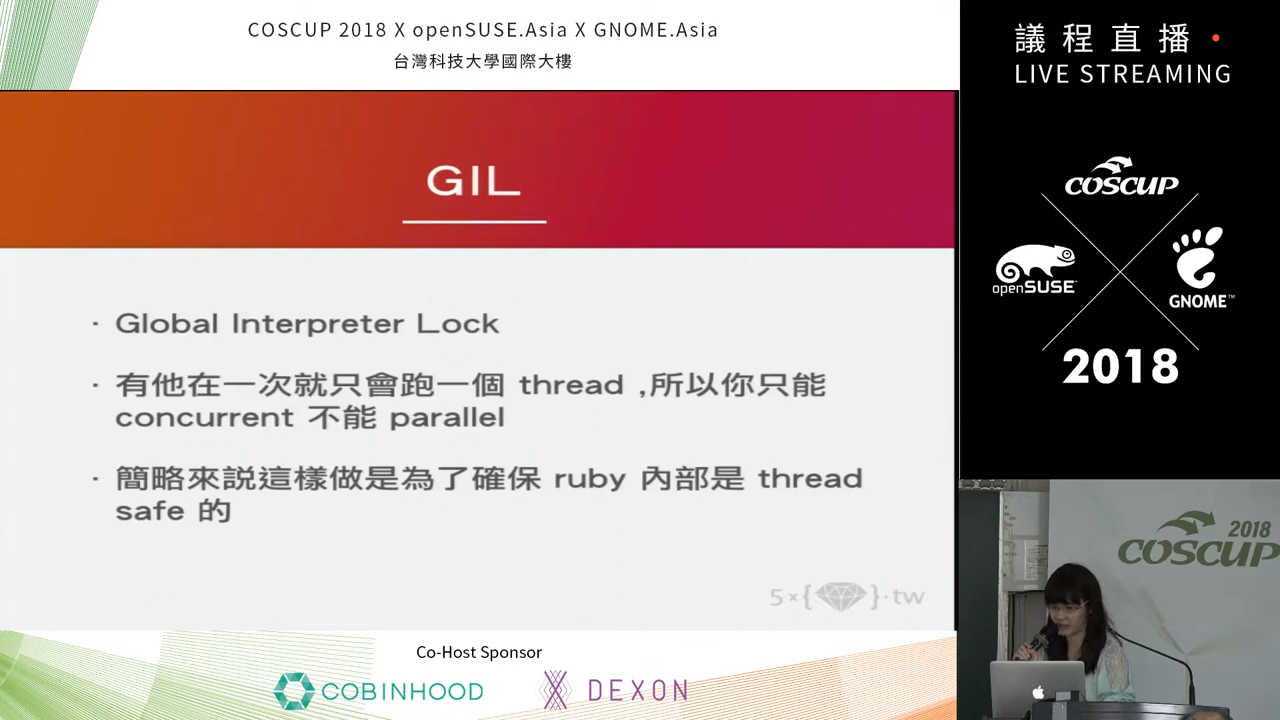 COSCUP 2018 X openSUSE.Asia X GNOME.Asia
台灣科技大學國際大樓
議程直播
LIVE STREAMING
GIL
· Global Interpreter Lock
· 有他在一次就只會跑一個 thread ,所以你只能
concurrent 不能 parallel
· 簡略來說這樣做是為了確保 ruby 內部是 thread
safe 的
5×{}·tw
COSCUP
openSUSE
GNOME™
2018
2018
COSCUP
Co-Host Sponsor
COBINHOOD
DEXON